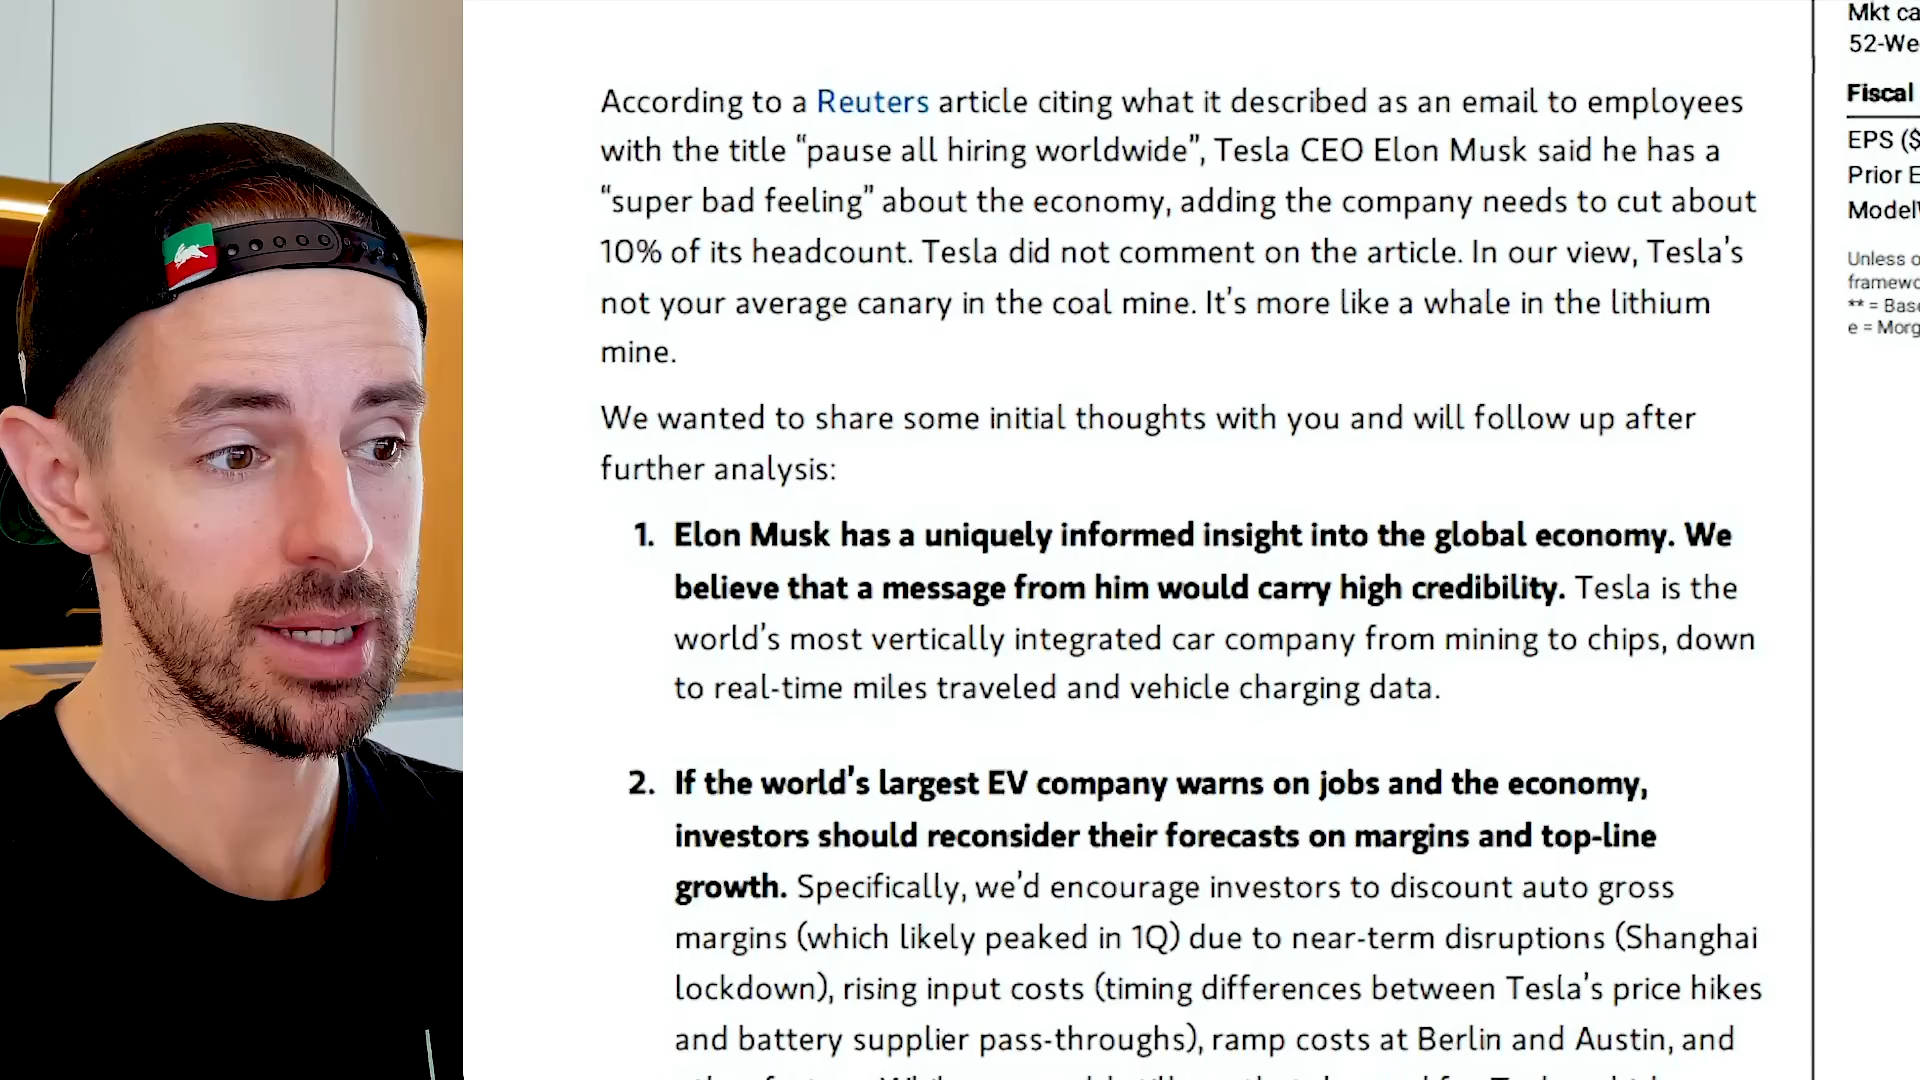 According to a Reuters article citing what it described as an email to employees
with the title “pause all hiring worldwide”, Tesla CEO Elon Musk said he has a
“super bad feeling” about the economy, adding the company needs to cut about
10% of its headcount. Tesla did not comment on the article. In our view, Tesla’s
not your average canary in the coal mine. It’s more like a whale in the lithium
mine.
We wanted to share some initial thoughts with you and will follow up after
further analysis:
1. Elon Musk has a uniquely informed insight into the global economy. We
believe that a message from him would carry high credibility. Tesla is the
world’s most vertically integrated car company from mining to chips, down
to real-time miles traveled and vehicle charging data.
2. If the world’s largest EV company warns on jobs and the economy,
investors should reconsider their forecasts on margins and top-line
growth. Specifically, we’d encourage investors to discount auto gross
margins (which likely peaked in 1Q) due to near-term disruptions (Shanghai
lockdown), rising input costs (timing differences between Tesla’s price hikes
and battery supplier pass-throughs), ramp costs at Berlin and Austin, and
Mkt ca
52-We
Fiscal
EPS ($
Prior E
Unless o
framewo
** = Base
e = Morg